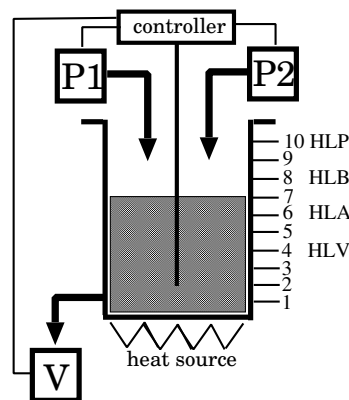 controller
P1
P2
10 HLP
9
8 HLB
7
6 HLA
5
4 HLV
3
2
1
heat source
V